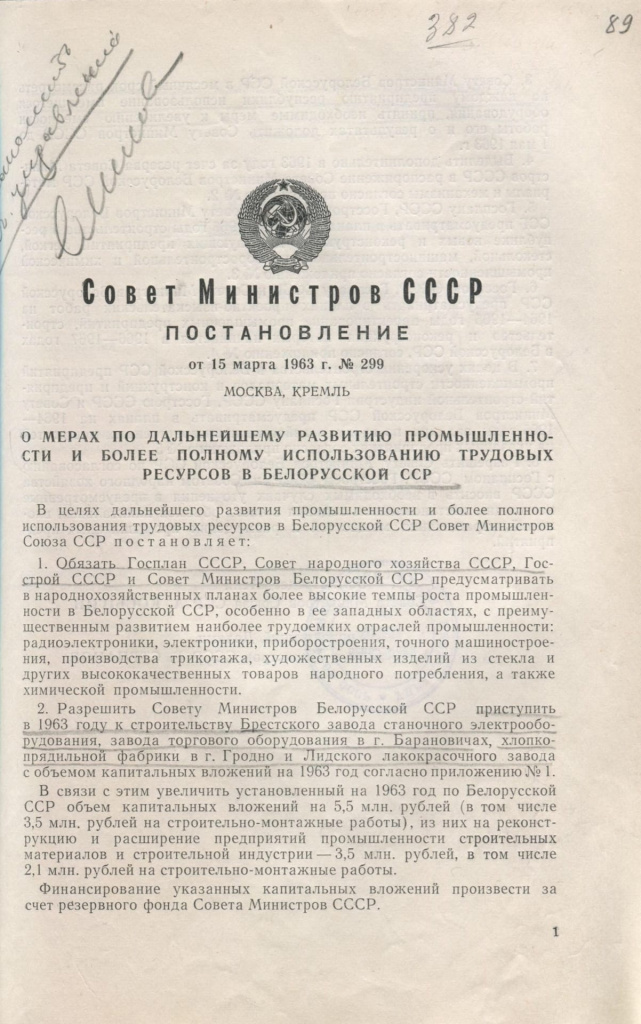 382
89
управления
Совет Министров СССР
ПОСТАНОВЛЕНИЕ
от 15 марта 1963 г. № 299
МОСКВА, КРЕМЛЬ
О МЕРАХ ПО ДАЛЬНЕЙШЕМУ РАЗВИТИЮ ПРОМЫШЛЕННО-
СТИ И БОЛЕЕ ПОЛНОМУ ИСПОЛЬЗОВАНИЮ ТРУДОВЫХ
РЕСУРСОВ В БЕЛОРУССКОЙ ССР
В целях дальнейшего развития промышленности и более полного
использования трудовых ресурсов в Белорусской ССР Совет Министров
Союза ССР постановляет:
1. Обязать Госплан СССР, Совет народного хозяйства СССР, Гос-
строй СССР и Совет Министров Белорусской ССР предусматривать
в народнохозяйственных планах более высокие темпы роста промышлен-
ности в Белорусской ССР, особенно в ее западных областях, с преиму-
щественным развитием наиболее трудоемких отраслей промышленности:
радиоэлектроники, электроники, приборостроения, точного машинострое-
ния, производства трикотажа, художественных изделий из стекла и
других высококачественных товаров народного потребления, а также
химической промышленности.
2. Разрешить Совету Министров Белорусской ССР приступить
в 1963 году к строительству Брестского завода станочного электрообо-
рудования, завода торгового оборудования в г. Барановичах, хлопко-
прядильной фабрики в г. Гродно и Лидского лакокрасочного завода
с объемом капитальных вложений на 1963 год согласно приложению № 1.
В связи с этим увеличить установленный на 1963 год по Белорусской
ССР объем капитальных вложений на 5,5 млн. рублей (в том числе
3,5 млн. рублей на строительно-монтажные работы), из них на реконст-
рукцию и расширение предприятий промышленности строительных
материалов и строительной индустрии — 3,5 млн. рублей, в том числе
2,1 млн. рублей на строительно-монтажные работы.
Финансирование указанных капитальных вложений произвести за
счет резервного фонда Совета Министров СССР.
1